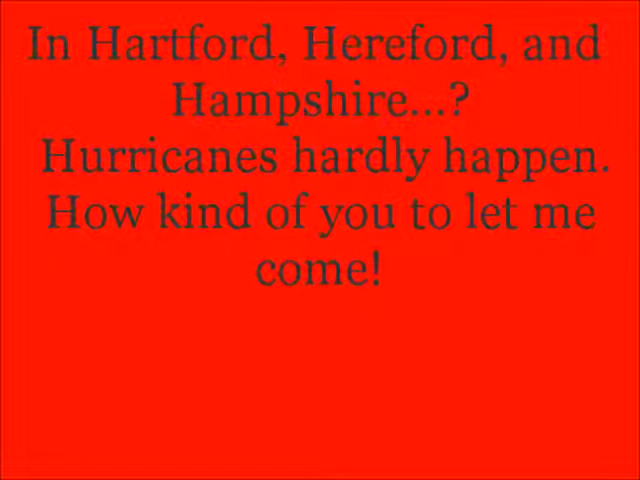 In Hartford, Hereford, and
Hampshire...?
Hurricanes hardly happen.
How kind of you to let me
come!